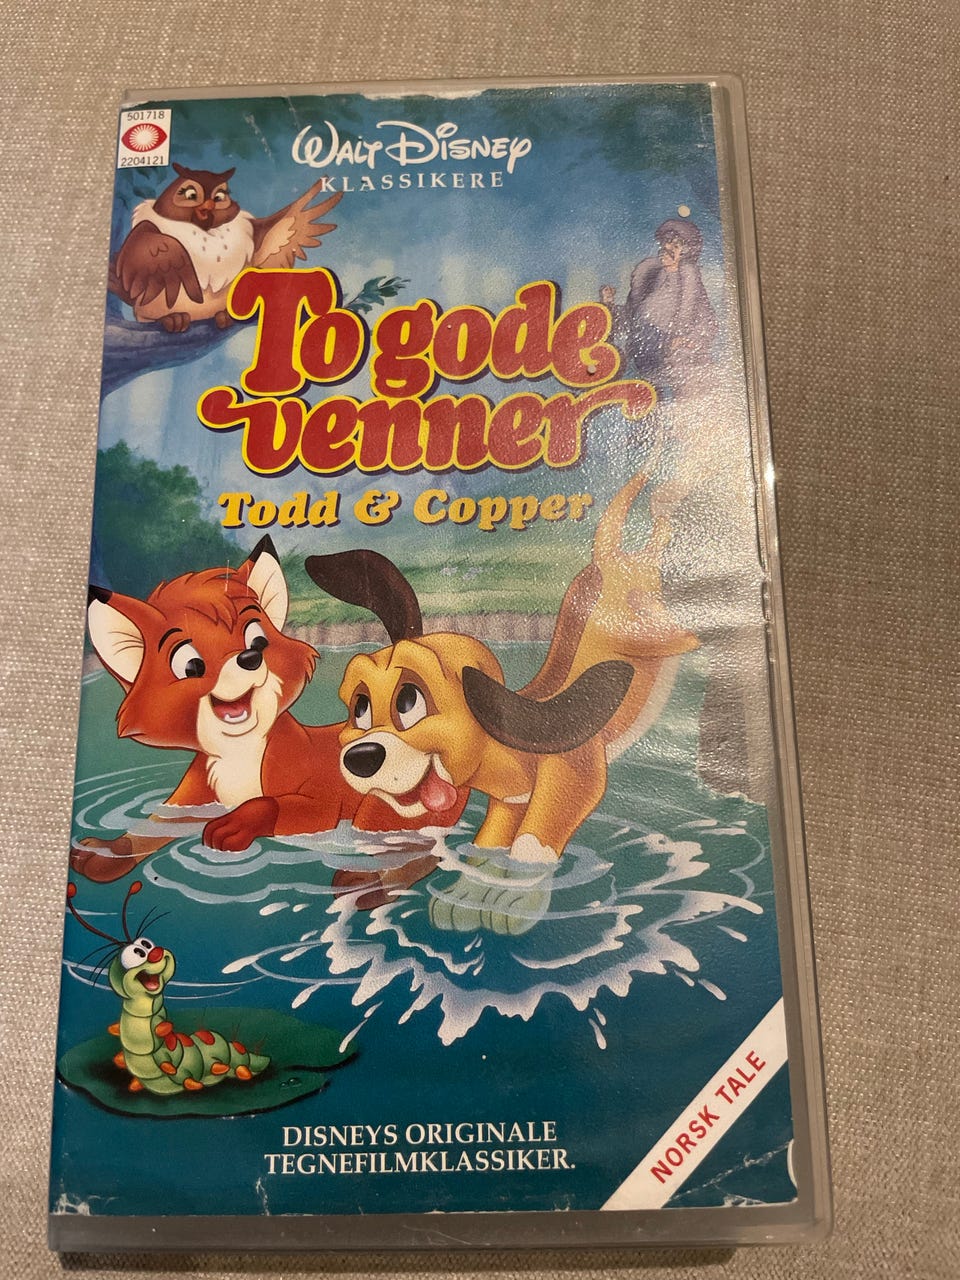 501718
2204121
WALT DISNEY
KLASSIKERE
To gode
venner
Todd & Copper
DISNEYS ORIGINALE
TEGNEFILMKLASSIKER.
NORSK TALE